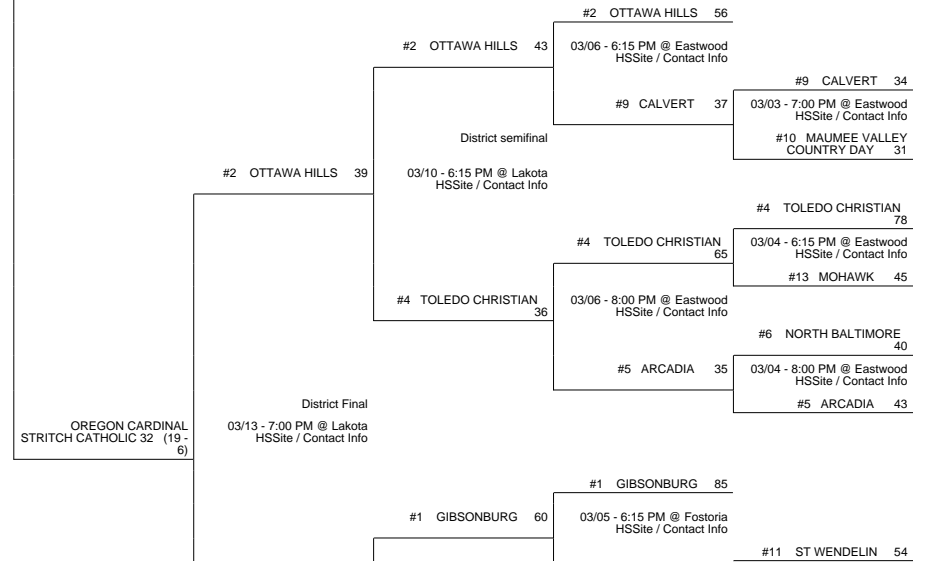 #2 OTTAWA HILLS 56
#2 OTTAWA HILLS 43
03/06 - 6:15 PM @ Eastwood
HSSite / Contact Info
#9 CALVERT 34
#9 CALVERT 37
03/03 - 7:00 PM @ Eastwood
HSSite / Contact Info
District semifinal
#10 MAUMEE VALLEY
COUNTRY DAY 31
#2 OTTAWA HILLS 39
03/10 - 6:15 PM @ Lakota
HSSite / Contact Info
#4 TOLEDO CHRISTIAN
78
#4 TOLEDO CHRISTIAN
65
03/04 - 6:15 PM @ Eastwood
HSSite / Contact Info
#13 MOHAWK 45
#4 TOLEDO CHRISTIAN
36
03/06 - 8:00 PM @ Eastwood
HSSite / Contact Info
#6 NORTH BALTIMORE
40
#5 ARCADIA 35
03/04 - 8:00 PM @ Eastwood
HSSite / Contact Info
District Final
#5 ARCADIA 43
OREGON CARDINAL
STRITCH CATHOLIC 32 (19 -
6)
03/13 - 7:00 PM @ Lakota
HSSite / Contact Info
#1 GIBSONBURG 85
#1 GIBSONBURG 60
03/05 - 6:15 PM @ Fostoria
HSSite / Contact Info
#11 ST WENDELIN 54